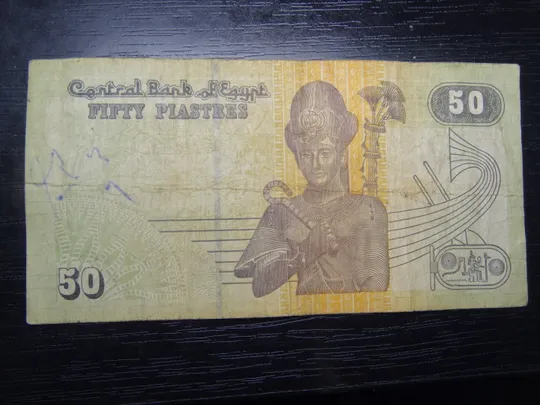 Central Bank of Egypt
FIFTY PIASTRES
50
50